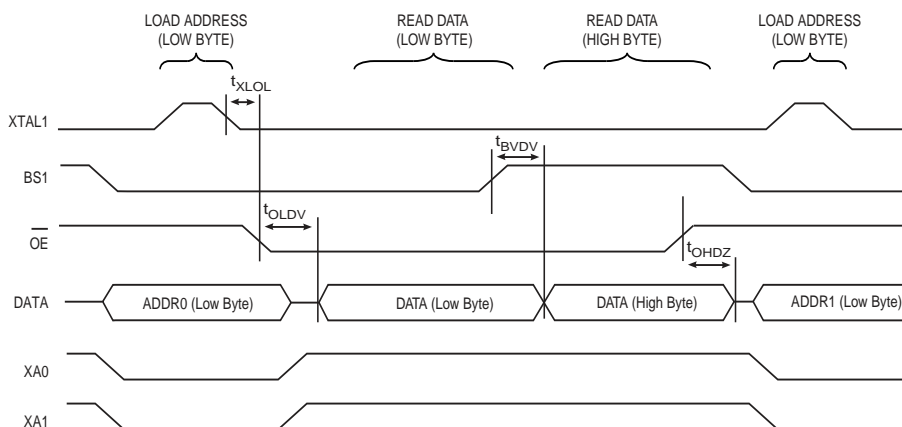 LOAD ADDRESS
(LOW BYTE)
READ DATA
(LOW BYTE)
READ DATA
(HIGH BYTE)
LOAD ADDRESS
(LOW BYTE)
tXLOL
XTAL1
tBVDV
BS1
tOLDV
OE
tOHDZ
DATA
ADDR0 (Low Byte)
DATA (Low Byte)
DATA (High Byte)
ADDR1 (Low Byte)
XA0
XA1